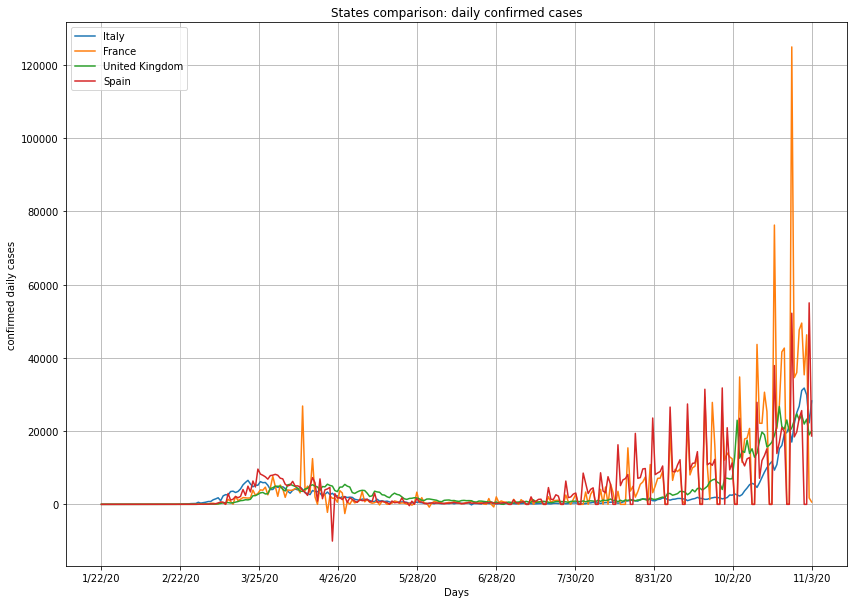 States comparison: daily confirmed cases
Italy
France
United Kingdom
Spain
120000
100000
80000
60000
40000
20000
0
confirmed daily cases
1/22/20 2/22/20 3/25/20 4/26/20 5/28/20 6/28/20 7/30/20 8/31/20 10/2/20 11/3/20
Days